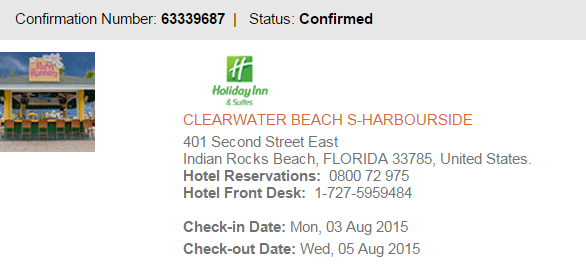 Confirmation Number: 63339687 | Status: Confirmed
Holiday Inn
& Suites
CLEARWATER BEACH S-HARBOURSIDE
401 Second Street East
Indian Rocks Beach, FLORIDA 33785, United States.
Hotel Reservations: 0800 72 975
Hotel Front Desk: 1-727-5959484
Check-in Date: Mon, 03 Aug 2015
Check-out Date: Wed, 05 Aug 2015